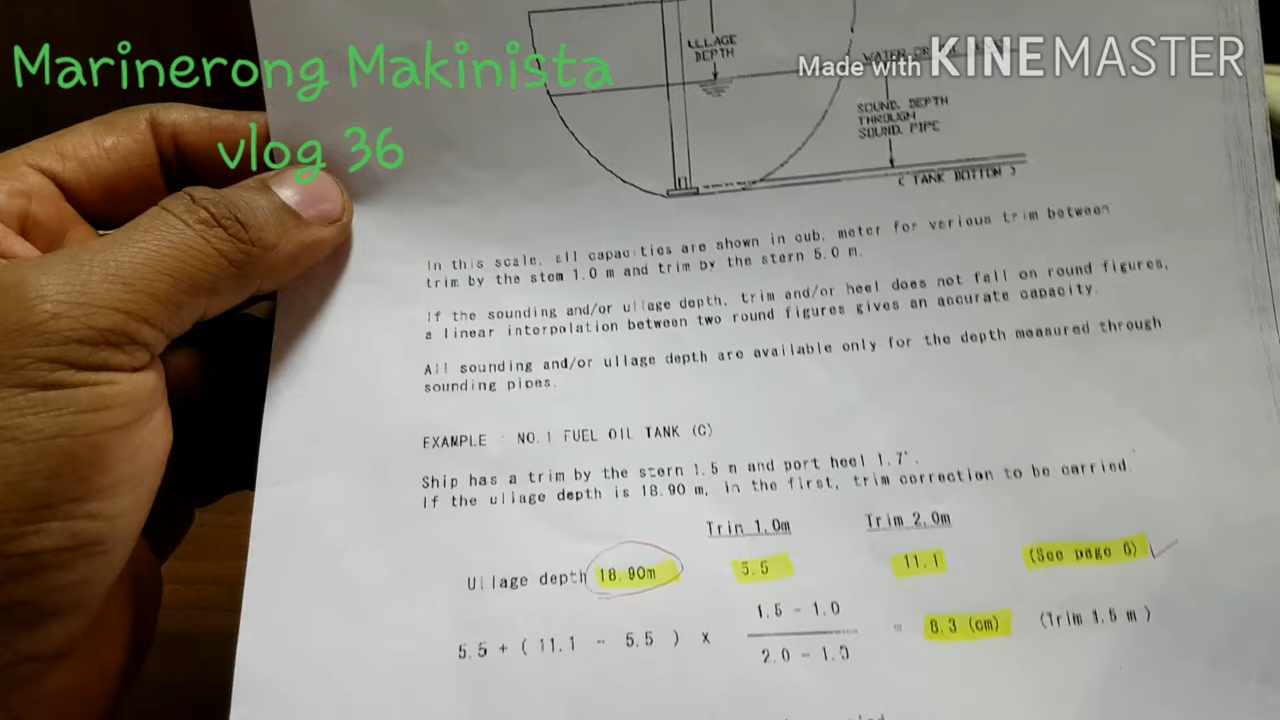 Marinerong Makinista
vlog 36
Made with KINEMASTER
ULLAGE
DEPTH
SOUND. DEPTH
THROUGH
SOUND. PIPE
( TANK BOTTOM )
In this scale, all capacities are shown in cub. meter for various trim between
trim by the stem 1.0 m and trim by the stern 5.0 m.
If the sounding and/or ullage depth, trim and/or heel does not fall on round figures,
a linear interpolation between two round figures gives an accurate capacity.
All sounding and/or ullage depth are available only for the depth measured through
sounding pipes.
EXAMPLE : NO.1 FUEL OIL TANK (C)
Ship has a trim by the stern 1.5 m and port heel 1.7°.
If the ullage depth is 18.90 m, in the first, trim correction to be carried.
Trim 1.0m Trim 2.0m
Ullage depth 18.90m 5.5 11.1 (See page 6)
1.5 - 1.0
5.5 + ( 11.1 - 5.5 ) x = 8.3 (cm) (Trim 1.5 m )
2.0 - 1.0